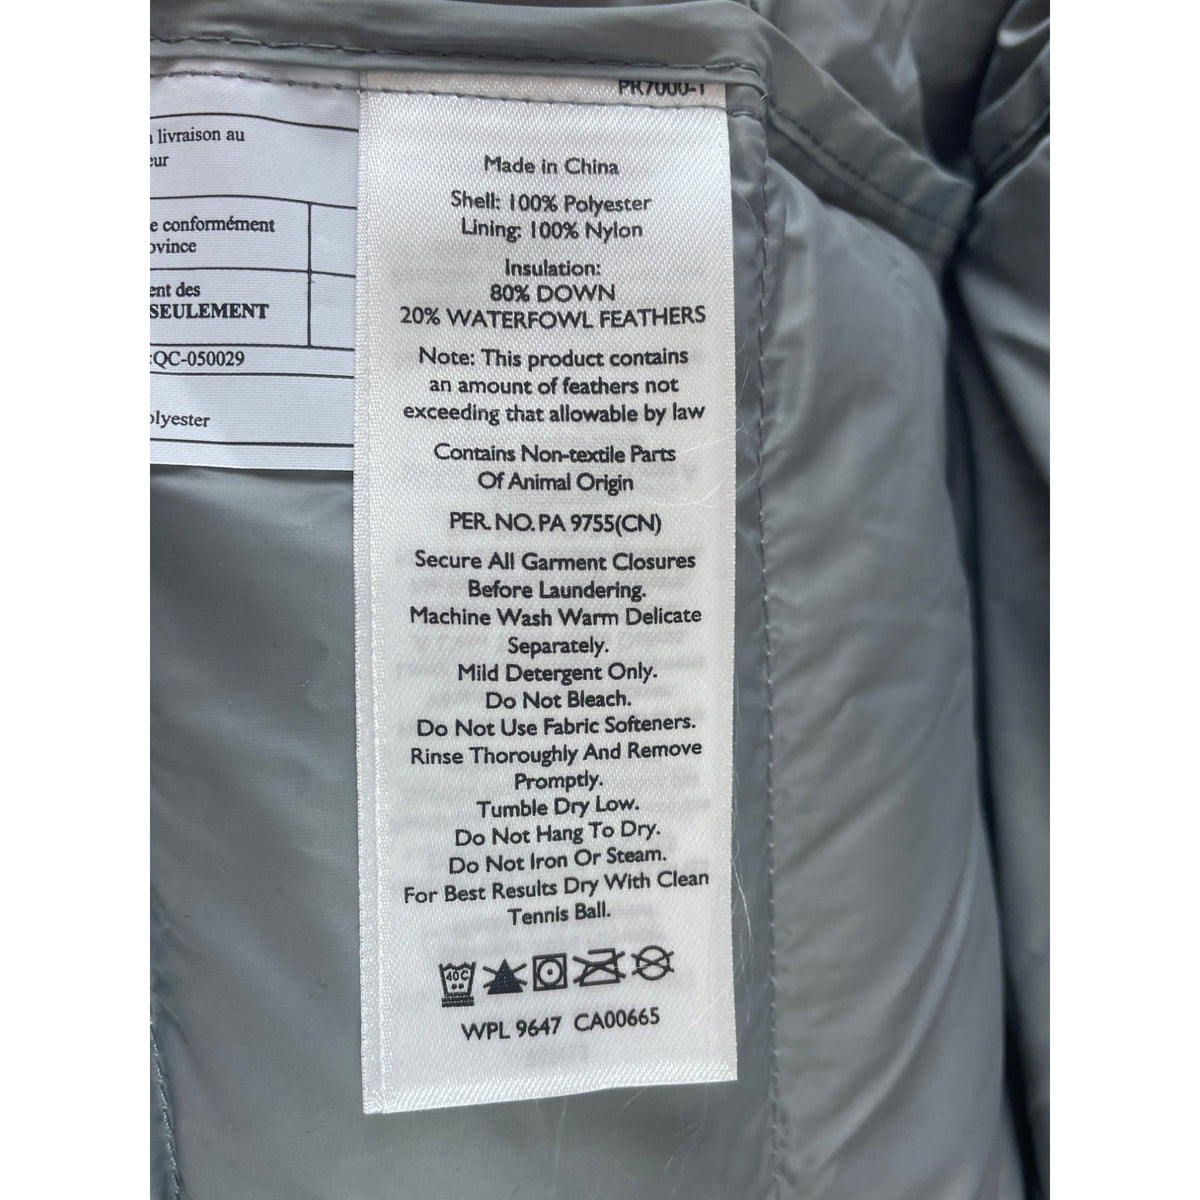 livraison au
eur
e conformément
ovince
ent des
SEULEMENT
:QC-050029
olyester
PR7000-1
Made in China
Shell: 100% Polyester
Lining: 100% Nylon
Insulation:
80% DOWN
20% WATERFOWL FEATHERS
Note: This product contains
an amount of feathers not
exceeding that allowable by law
Contains Non-textile Parts
Of Animal Origin
PER. NO. PA 9755(CN)
Secure All Garment Closures
Before Laundering.
Machine Wash Warm Delicate
Separately.
Mild Detergent Only.
Do Not Bleach.
Do Not Use Fabric Softeners.
Rinse Thoroughly And Remove
Promptly.
Tumble Dry Low.
Do Not Hang To Dry.
Do Not Iron Or Steam.
For Best Results Dry With Clean
Tennis Ball.
40C
WPL 9647 CA00665